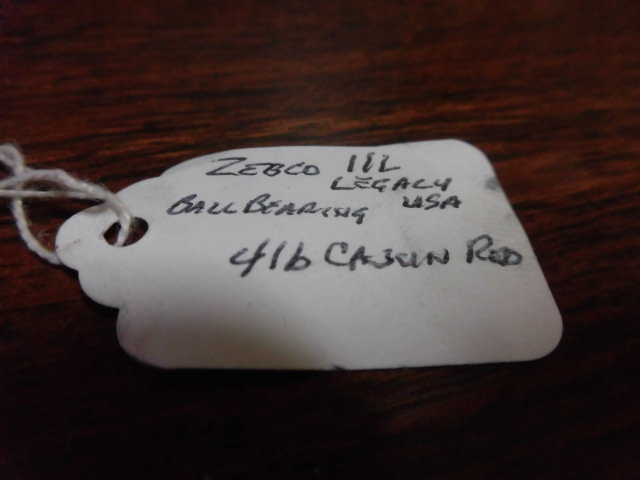 ZEBCO 11L
LEGACY
BALL BEARING USA
4lb CAJUN RED